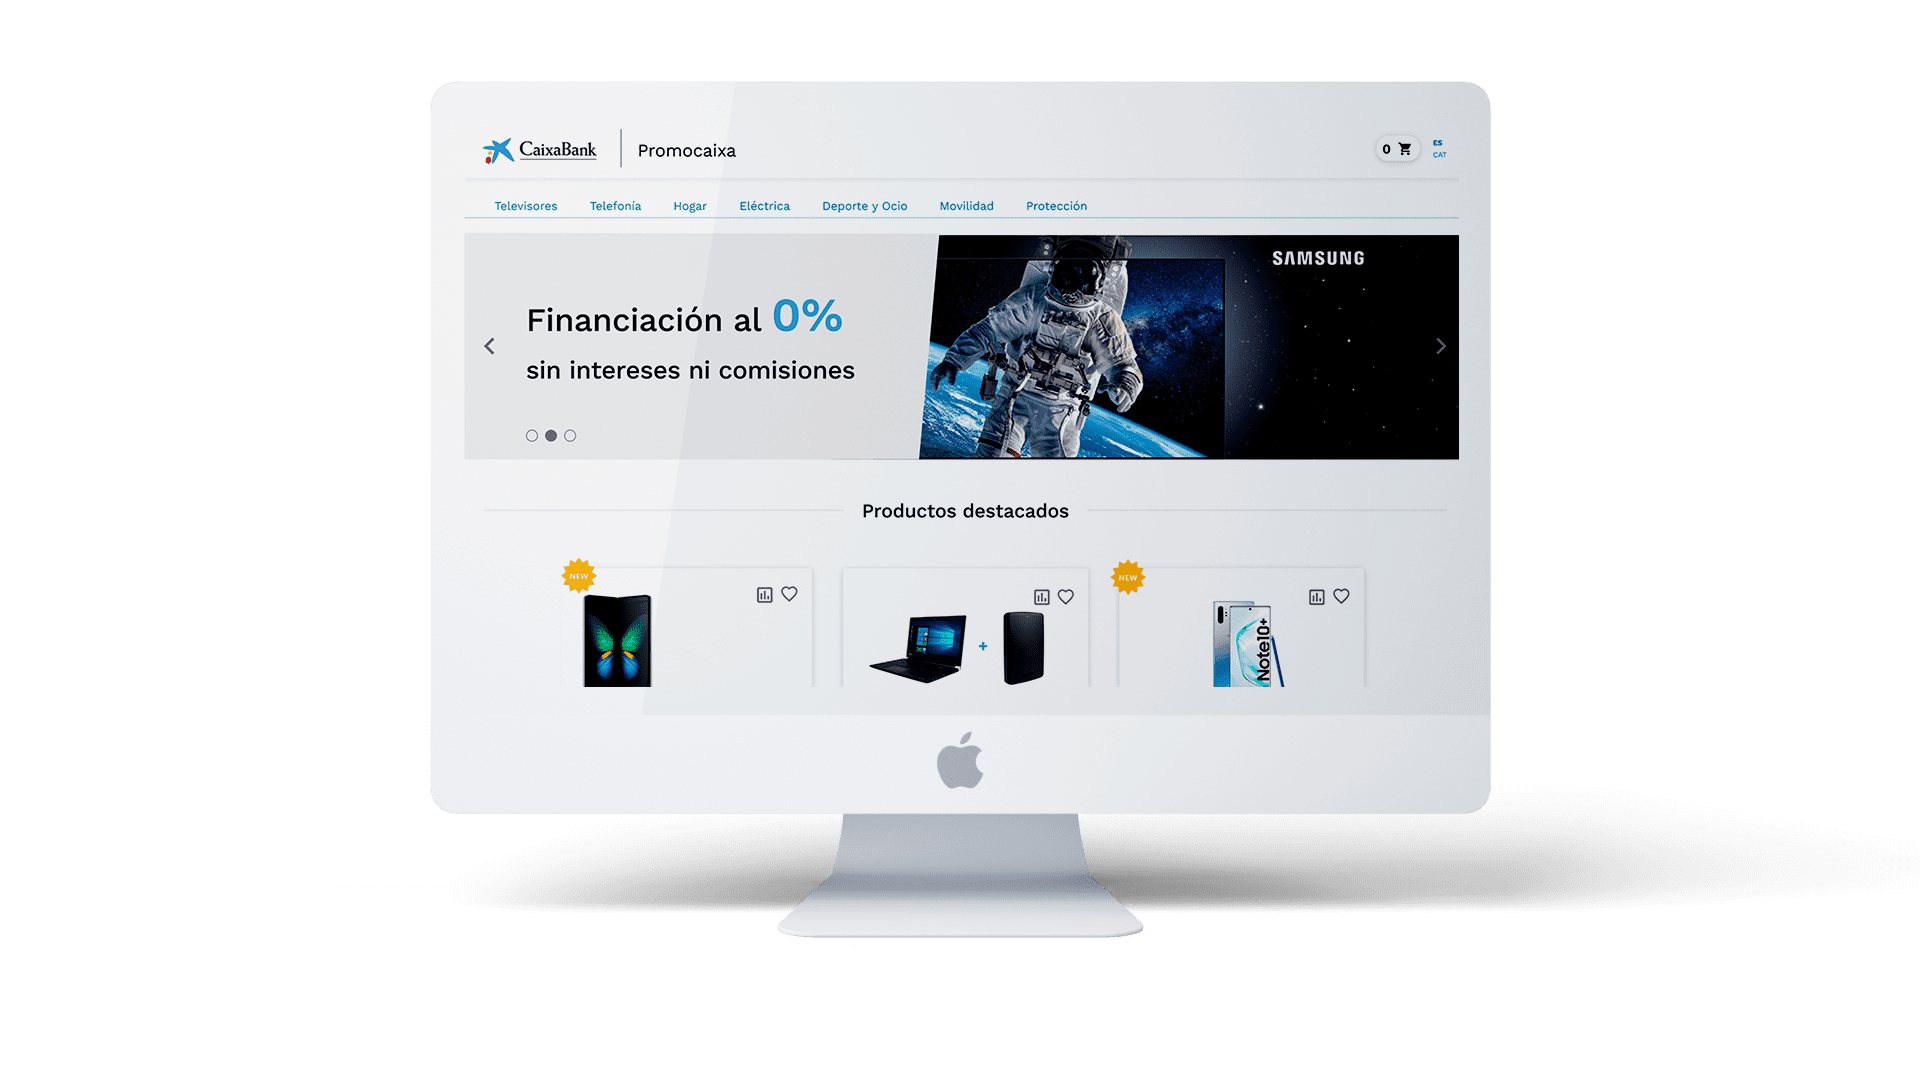 CaixaBank
Promocaixa
0
ES
CAT
Televisores Telefonía Hogar Eléctrica Deporte y Ocio Movilidad Protección
SAMSUNG
Financiación al 0%
sin intereses ni comisiones
Productos destacados
NEW
NEW
Note10+